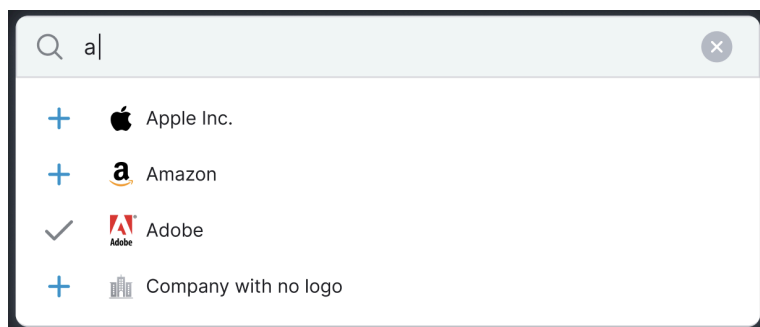 a
Apple Inc.
a Amazon
Adobe® Adobe
Company with no logo